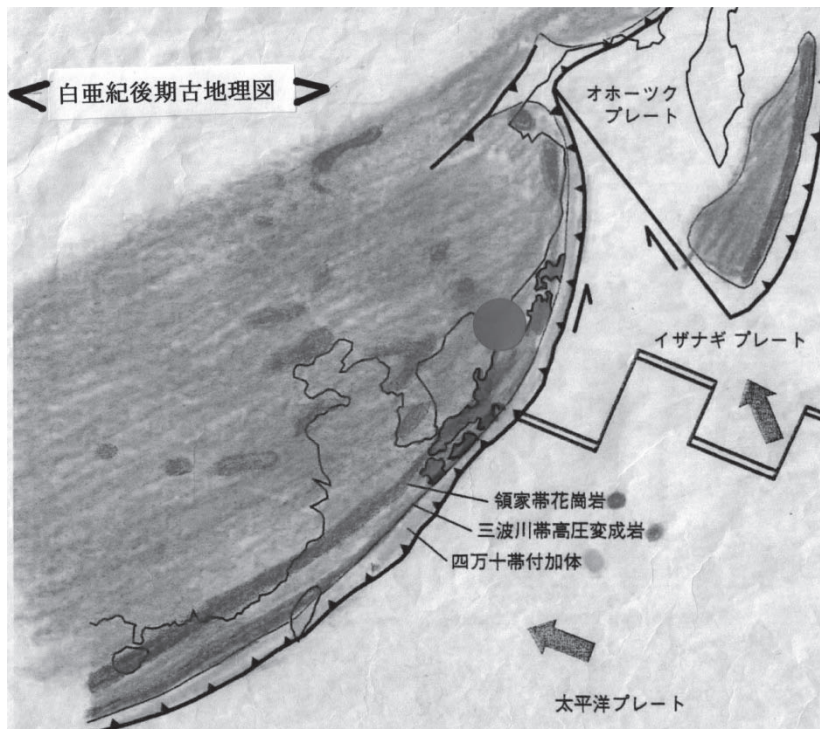 白亜紀後期古地理図
オホーツク
プレート
イザナギ プレート
領家帯花崗岩
三波川帯高圧変成岩
四万十帯付加体
太平洋プレート